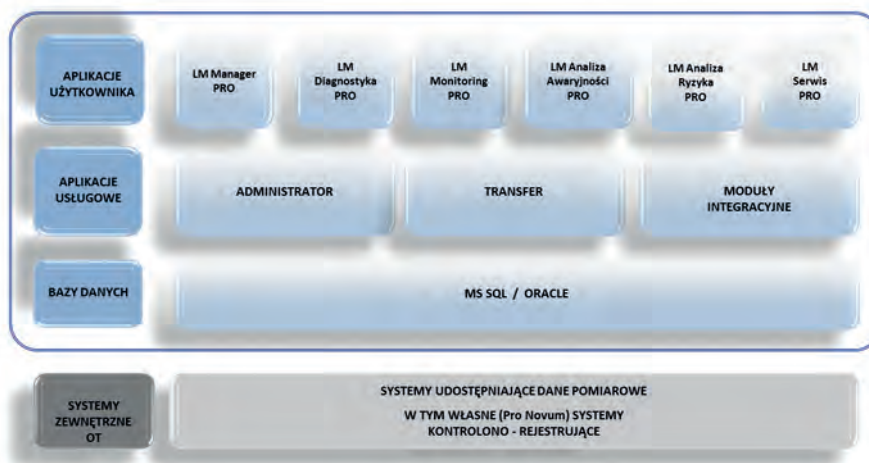 APLIKACJE
UŻYTKOWNIKA
LM Manager
PRO
LM
Diagnostyka
PRO
LM
Monitoring
PRO
LM Analiza
Awaryjności
PRO
LM Analiza
Ryzyka
PRO
LM
Serwis
PRO
APLIKACJE
USŁUGOWE
ADMINISTRATOR
TRANSFER
MODUŁY
INTEGRACYJNE
BAZY DANYCH
MS SQL / ORACLE
SYSTEMY
ZEWNĘTRZNE
OT
SYSTEMY UDOSTĘPNIAJĄCE DANE POMIAROWE
W TYM WŁASNE (Pro Novum) SYSTEMY
KONTROLONO - REJESTRUJĄCE